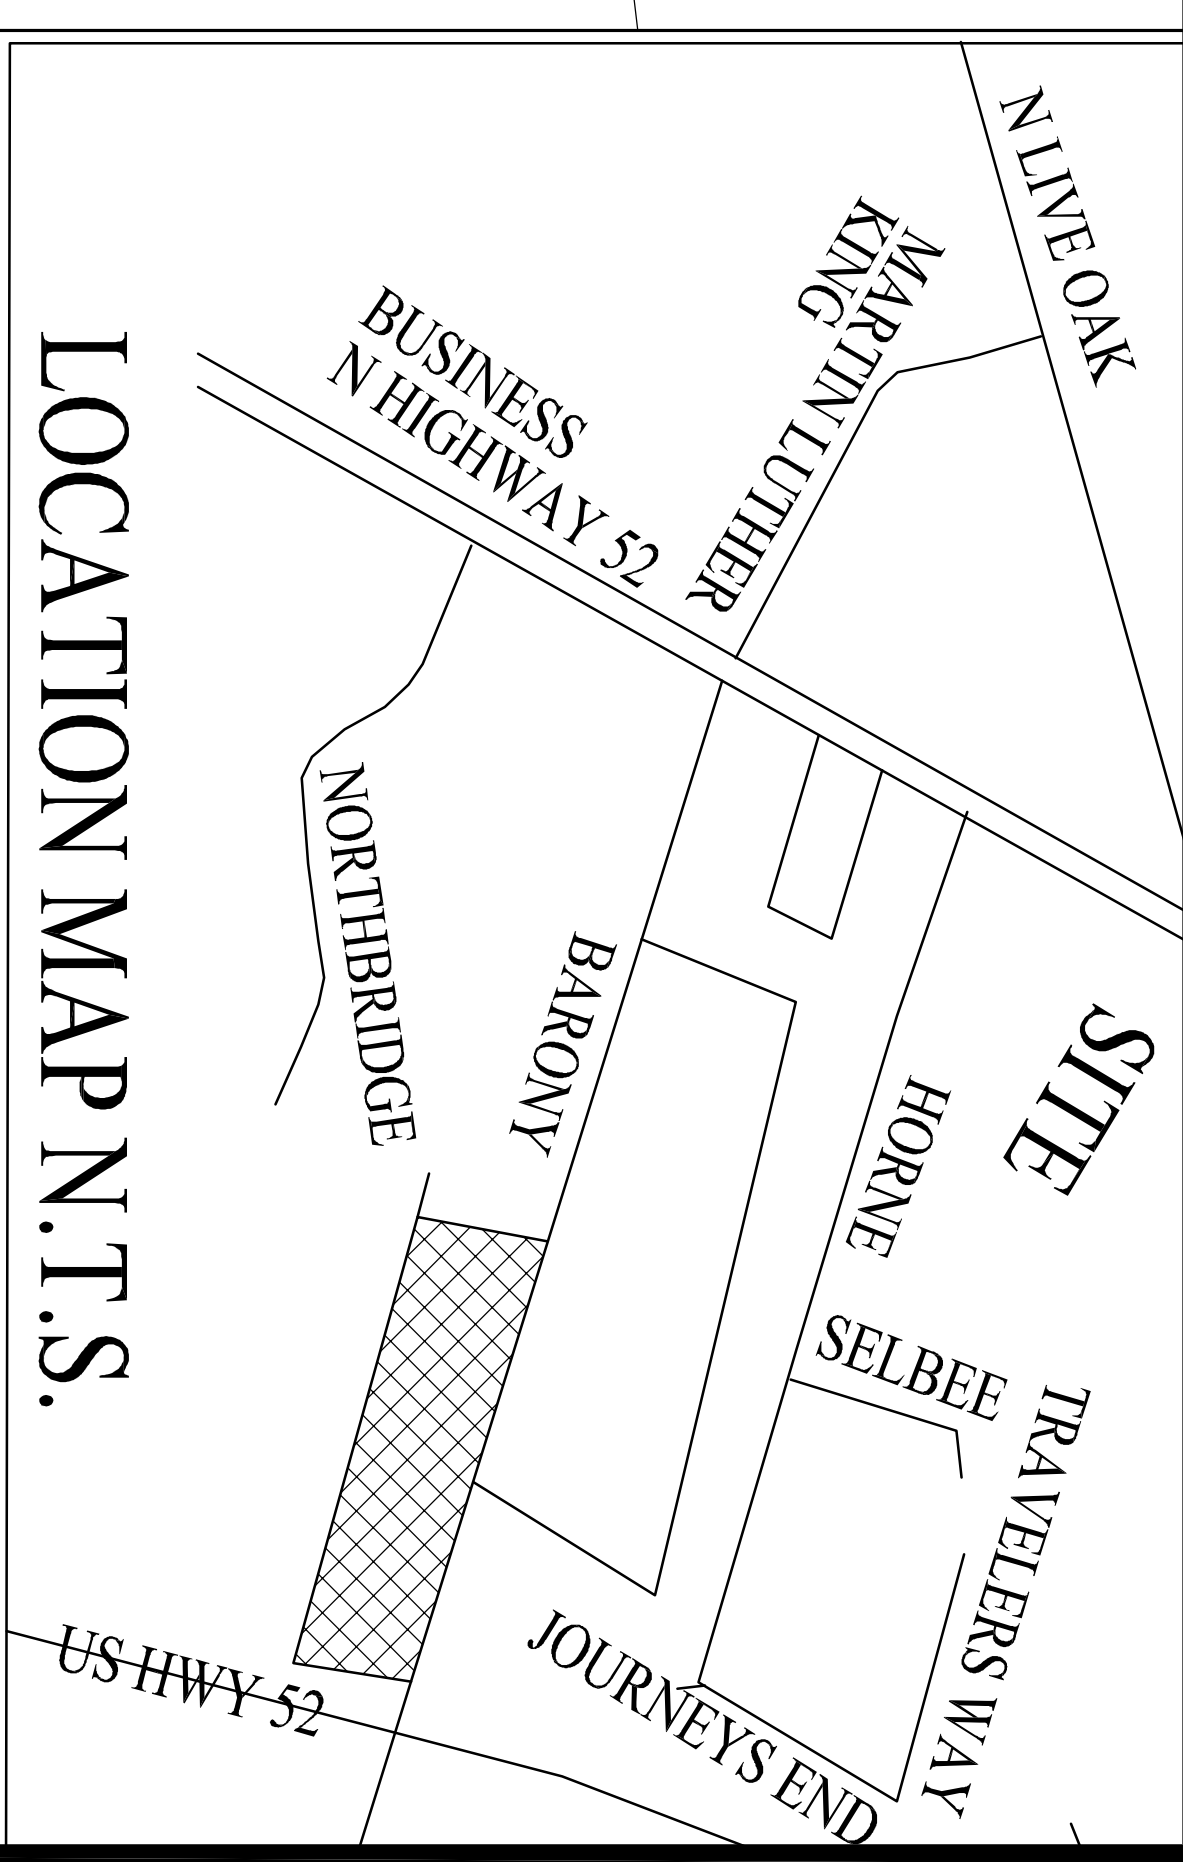 N LIVE OAK
MARTIN LUTHER
KING
BUSINESS
N HIGHWAY 52
SITE
HORNE
BARONY
NORTHBRIDGE
SELBEE
TRAVELERS WAY
JOURNEYS END
US HWY 52
LOCATION MAP N.T.S.